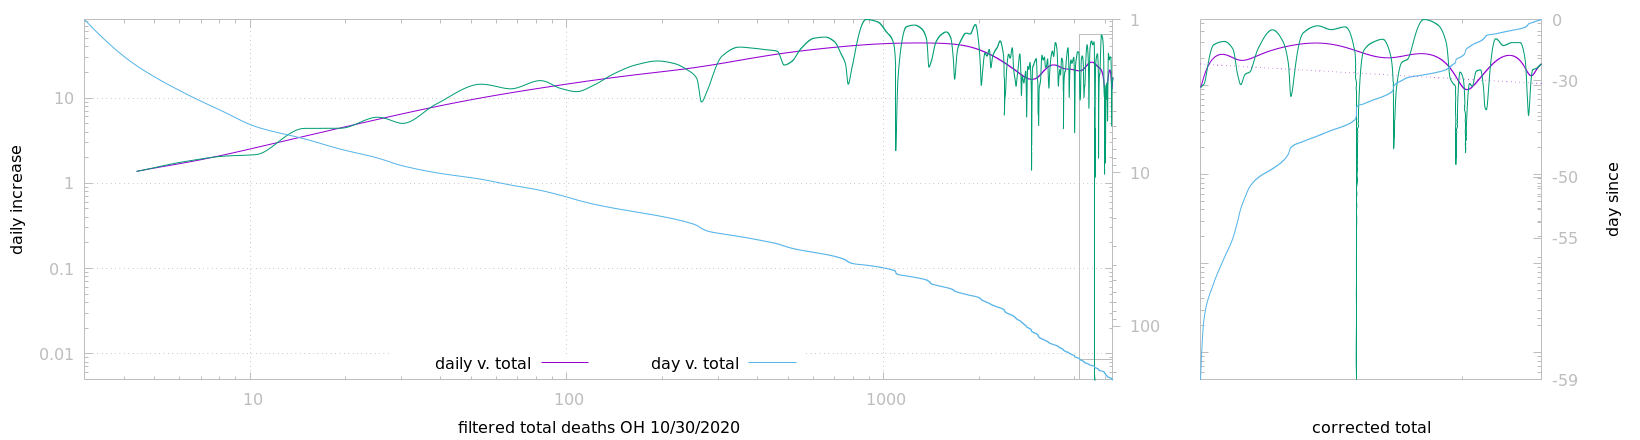 daily increase
10
1
0.1
0.01
10
100
1000
1
10
100
daily v. total
day v. total
filtered total deaths OH 10/30/2020
0
-30
-50
-55
-59
day since
corrected total